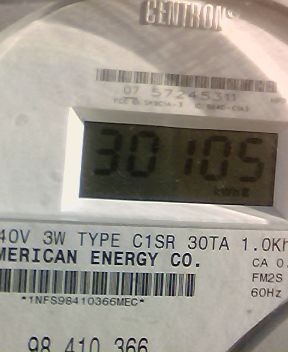 CENTRON®
07 57245311
30105
kWh
40V 3W TYPE C1SR 30TA 1.0Kh
MERICAN ENERGY CO.
CA 0.
FM2S
*1NFS98410366MEC*
60Hz
98 410 366